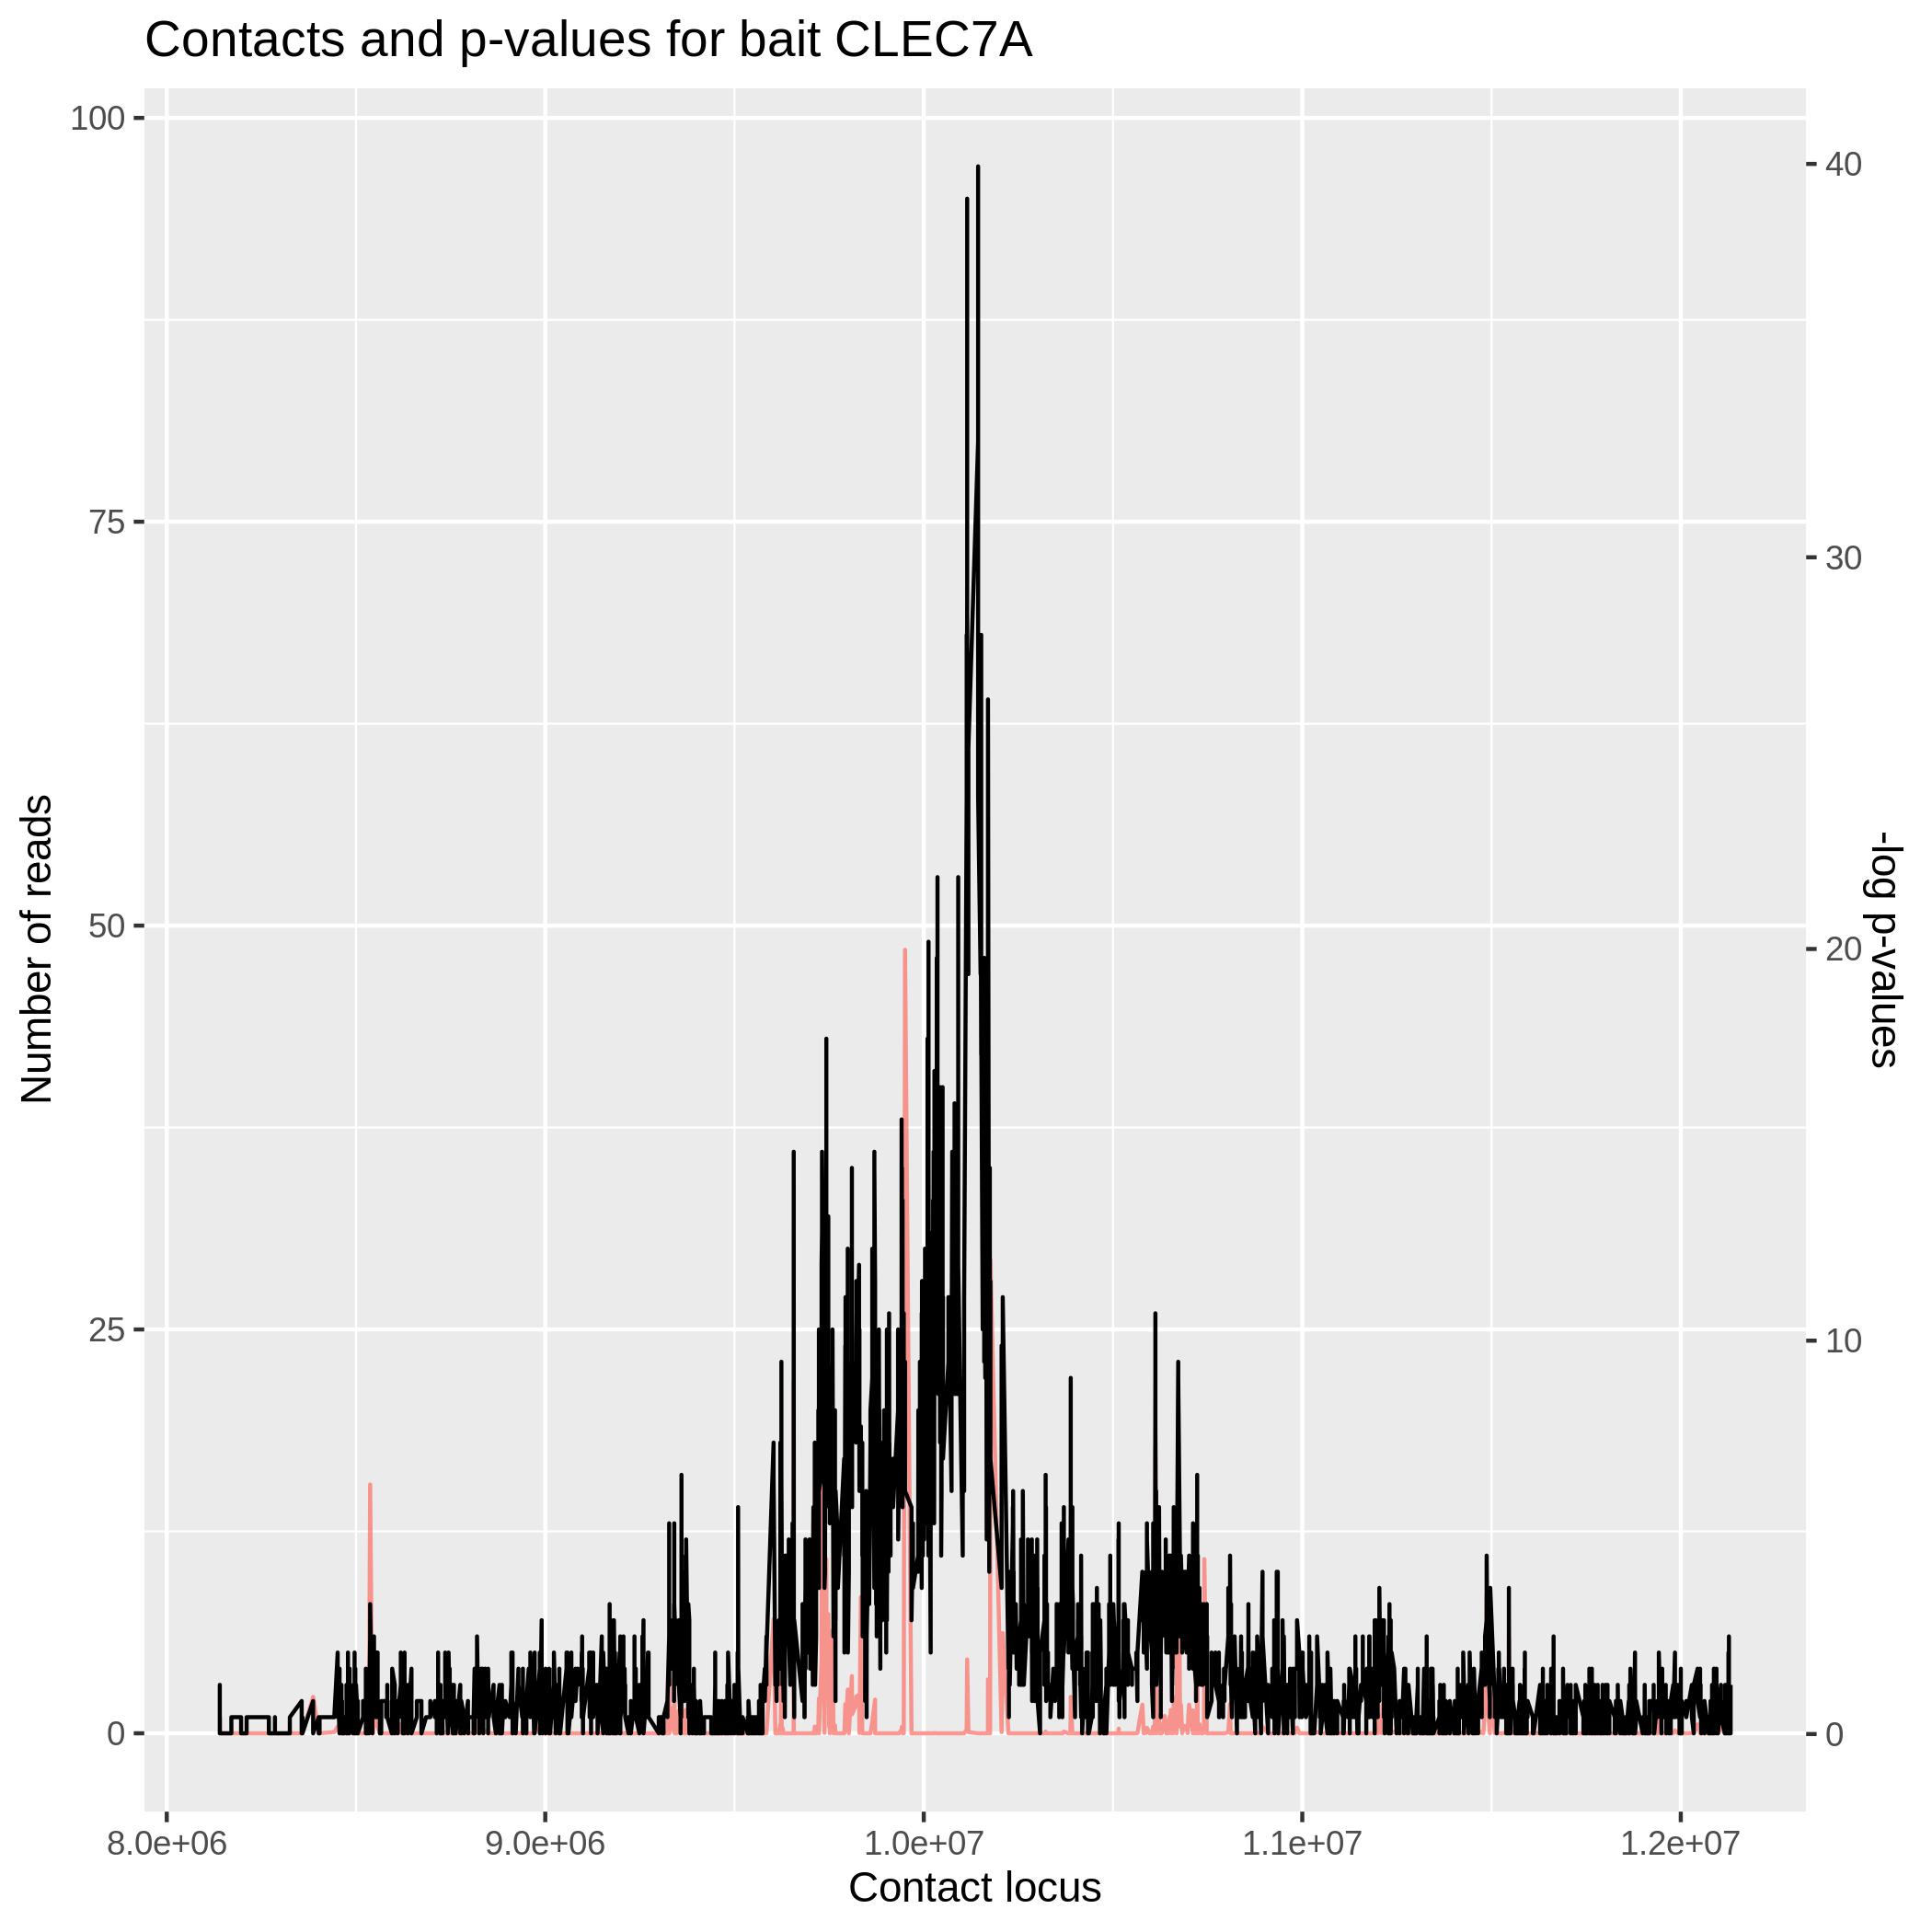 Contacts and p-values for bait CLEC7A
100
75
50
25
0
Number of reads
40
30
20
10
0
-log p-values
8.0e+06
9.0e+06
1.0e+07
1.1e+07
1.2e+07
Contact locus